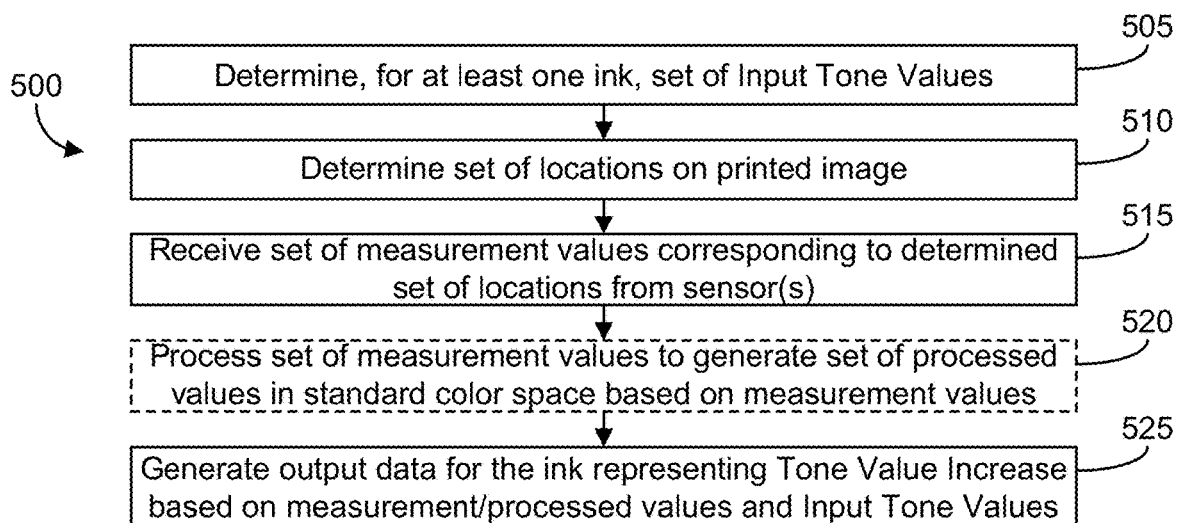 505
Determine, for at least one ink, set of Input Tone Values
500
510
Determine set of locations on printed image
515
Receive set of measurement values corresponding to determined
set of locations from sensor(s)
520
Process set of measurement values to generate set of processed
values in standard color space based on measurement values
525
Generate output data for the ink representing Tone Value Increase
based on measurement/processed values and Input Tone Values